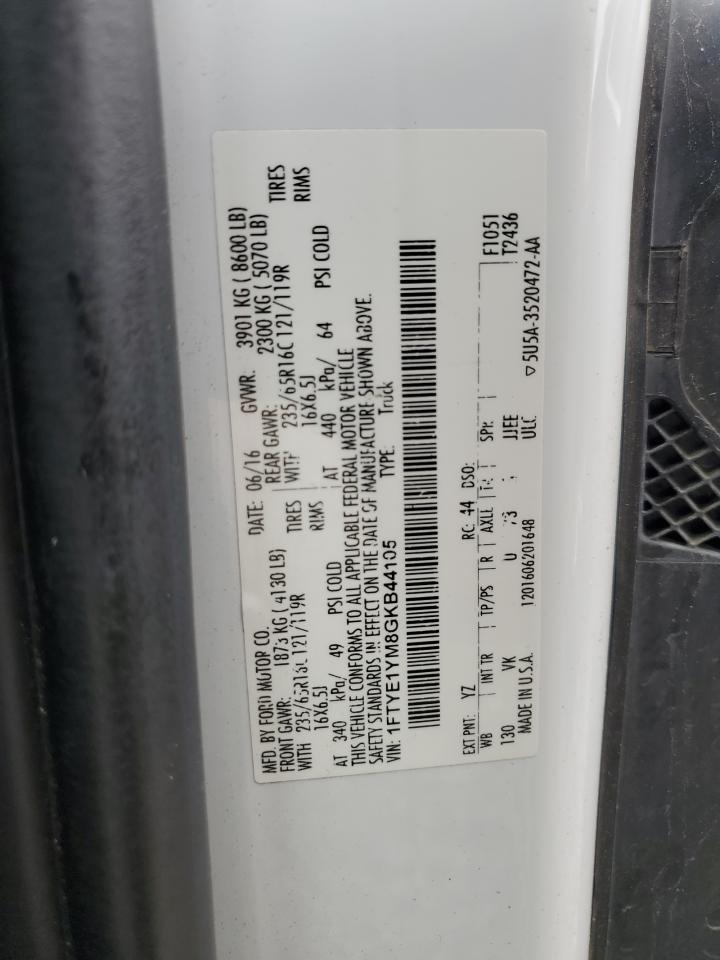 MFD. BY FORD MOTOR CO.
DATE: 06/16 GVWR: 3901 KG ( 8600 LB)
FRONT GAWR: 1873 KG ( 4130 LB)
REAR GAWR: 2300 KG ( 5070 LB)
WITH 235/65R16C 121/119R TIRES
WITH 235/65R16C 121/119R TIRES
16X6.5J RIMS
16X6.5J RIMS
AT 340 kPa/ 49 PSI COLD
AT 440 kPa/ 64 PSI COLD
THIS VEHICLE CONFORMS TO ALL APPLICABLE FEDERAL MOTOR VEHICLE
SAFETY STANDARDS IN EFFECT ON THE DATE OF MANUFACTURE SHOWN ABOVE.
VIN: 1FTYE1YM8GKB44105 TYPE: Truck
EXT PNT: YZ RC: 44 DSO: F1051
WB INT TR TP/PS R AXLE TR SPR T2436
130 VK U 73 JJEE
MADE IN U.S.A. 1201606201648 ULC
▽5U5A-3520472-AA